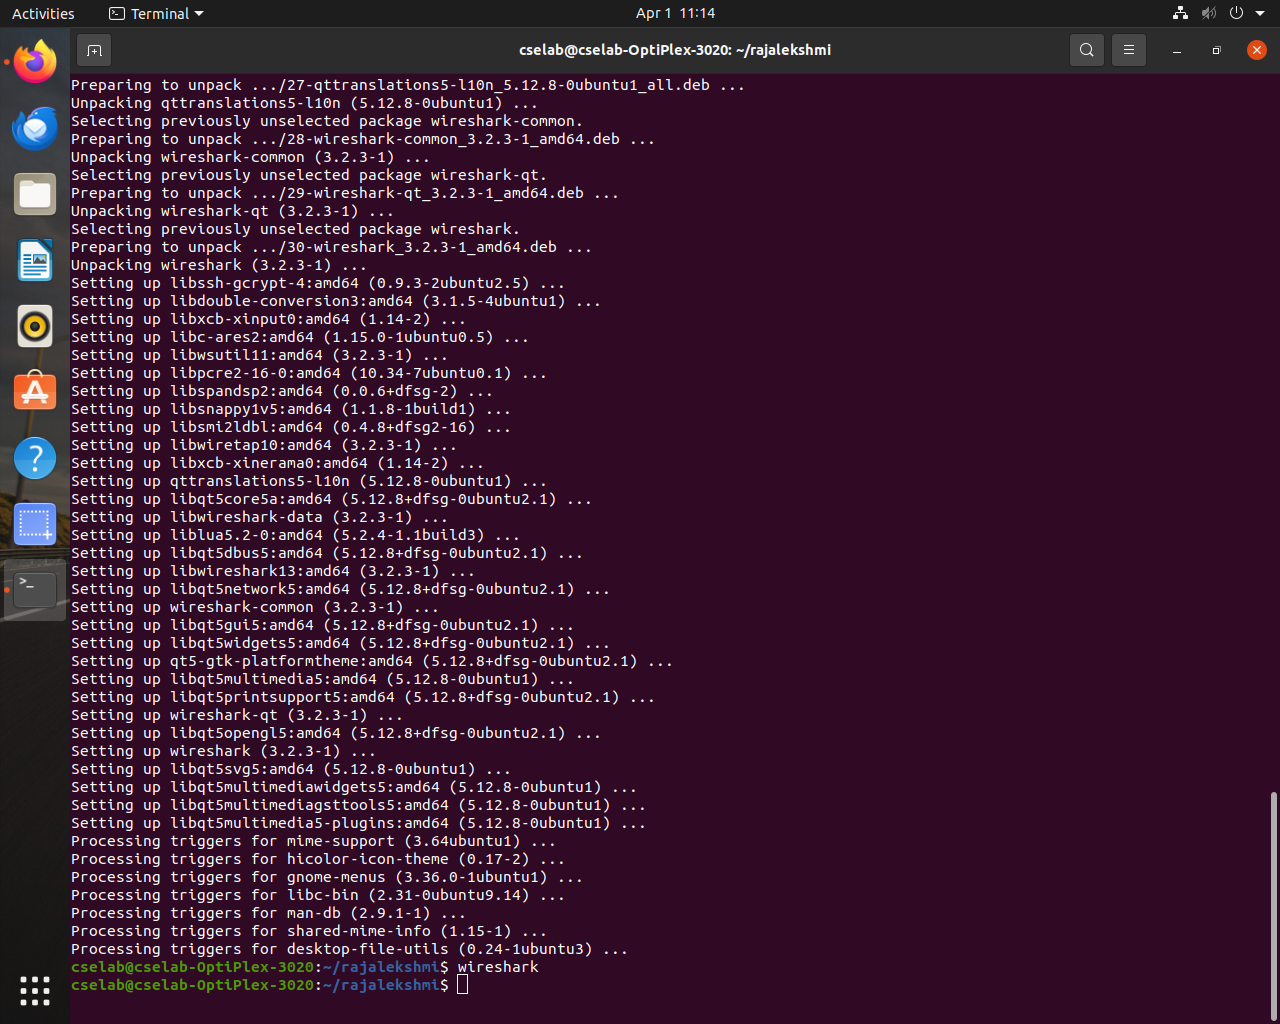 Activities
Terminal
Apr 1 11:14
cselab@cselab-OptiPlex-3020: ~/rajalekshmi
Preparing to unpack .../27-qttranslations5-l10n_5.12.8-0ubuntu1_all.deb ...
Unpacking qttranslations5-l10n (5.12.8-0ubuntu1) ...
Selecting previously unselected package wireshark-common.
Preparing to unpack .../28-wireshark-common_3.2.3-1_amd64.deb ...
Unpacking wireshark-common (3.2.3-1) ...
Selecting previously unselected package wireshark-qt.
Preparing to unpack .../29-wireshark-qt_3.2.3-1_amd64.deb ...
Unpacking wireshark-qt (3.2.3-1) ...
Selecting previously unselected package wireshark.
Preparing to unpack .../30-wireshark_3.2.3-1_amd64.deb ...
Unpacking wireshark (3.2.3-1) ...
Setting up libssh-gcrypt-4:amd64 (0.9.3-2ubuntu2.5) ...
Setting up libdouble-conversion3:amd64 (3.1.5-4ubuntu1) ...
Setting up libxcb-xinput0:amd64 (1.14-2) ...
Setting up libc-ares2:amd64 (1.15.0-1ubuntu0.5) ...
Setting up libwsutil11:amd64 (3.2.3-1) ...
Setting up libpcre2-16-0:amd64 (10.34-7ubuntu0.1) ...
Setting up libspandsp2:amd64 (0.0.6+dfsg-2) ...
Setting up libsnappy1v5:amd64 (1.1.8-1build1) ...
Setting up libsmi2ldbl:amd64 (0.4.8+dfsg2-16) ...
Setting up libwiretap10:amd64 (3.2.3-1) ...
Setting up libxcb-xinerama0:amd64 (1.14-2) ...
Setting up qttranslations5-l10n (5.12.8-0ubuntu1) ...
Setting up libqt5core5a:amd64 (5.12.8+dfsg-0ubuntu2.1) ...
Setting up libwireshark-data (3.2.3-1) ...
Setting up liblua5.2-0:amd64 (5.2.4-1.1build3) ...
Setting up libqt5dbus5:amd64 (5.12.8+dfsg-0ubuntu2.1) ...
Setting up libwireshark13:amd64 (3.2.3-1) ...
Setting up libqt5network5:amd64 (5.12.8+dfsg-0ubuntu2.1) ...
Setting up wireshark-common (3.2.3-1) ...
Setting up libqt5gui5:amd64 (5.12.8+dfsg-0ubuntu2.1) ...
Setting up libqt5widgets5:amd64 (5.12.8+dfsg-0ubuntu2.1) ...
Setting up qt5-gtk-platformtheme:amd64 (5.12.8+dfsg-0ubuntu2.1) ...
Setting up libqt5multimedia5:amd64 (5.12.8-0ubuntu1) ...
Setting up libqt5printsupport5:amd64 (5.12.8+dfsg-0ubuntu2.1) ...
Setting up wireshark-qt (3.2.3-1) ...
Setting up libqt5opengl5:amd64 (5.12.8+dfsg-0ubuntu2.1) ...
Setting up wireshark (3.2.3-1) ...
Setting up libqt5svg5:amd64 (5.12.8-0ubuntu1) ...
Setting up libqt5multimediawidgets5:amd64 (5.12.8-0ubuntu1) ...
Setting up libqt5multimediagsttools5:amd64 (5.12.8-0ubuntu1) ...
Setting up libqt5multimedia5-plugins:amd64 (5.12.8-0ubuntu1) ...
Processing triggers for mime-support (3.64ubuntu1) ...
Processing triggers for hicolor-icon-theme (0.17-2) ...
Processing triggers for gnome-menus (3.36.0-1ubuntu1) ...
Processing triggers for libc-bin (2.31-0ubuntu9.14) ...
Processing triggers for man-db (2.9.1-1) ...
Processing triggers for shared-mime-info (1.15-1) ...
Processing triggers for desktop-file-utils (0.24-1ubuntu3) ...
cselab@cselab-OptiPlex-3020:~/rajalekshmi$ wireshark
cselab@cselab-OptiPlex-3020:~/rajalekshmi$